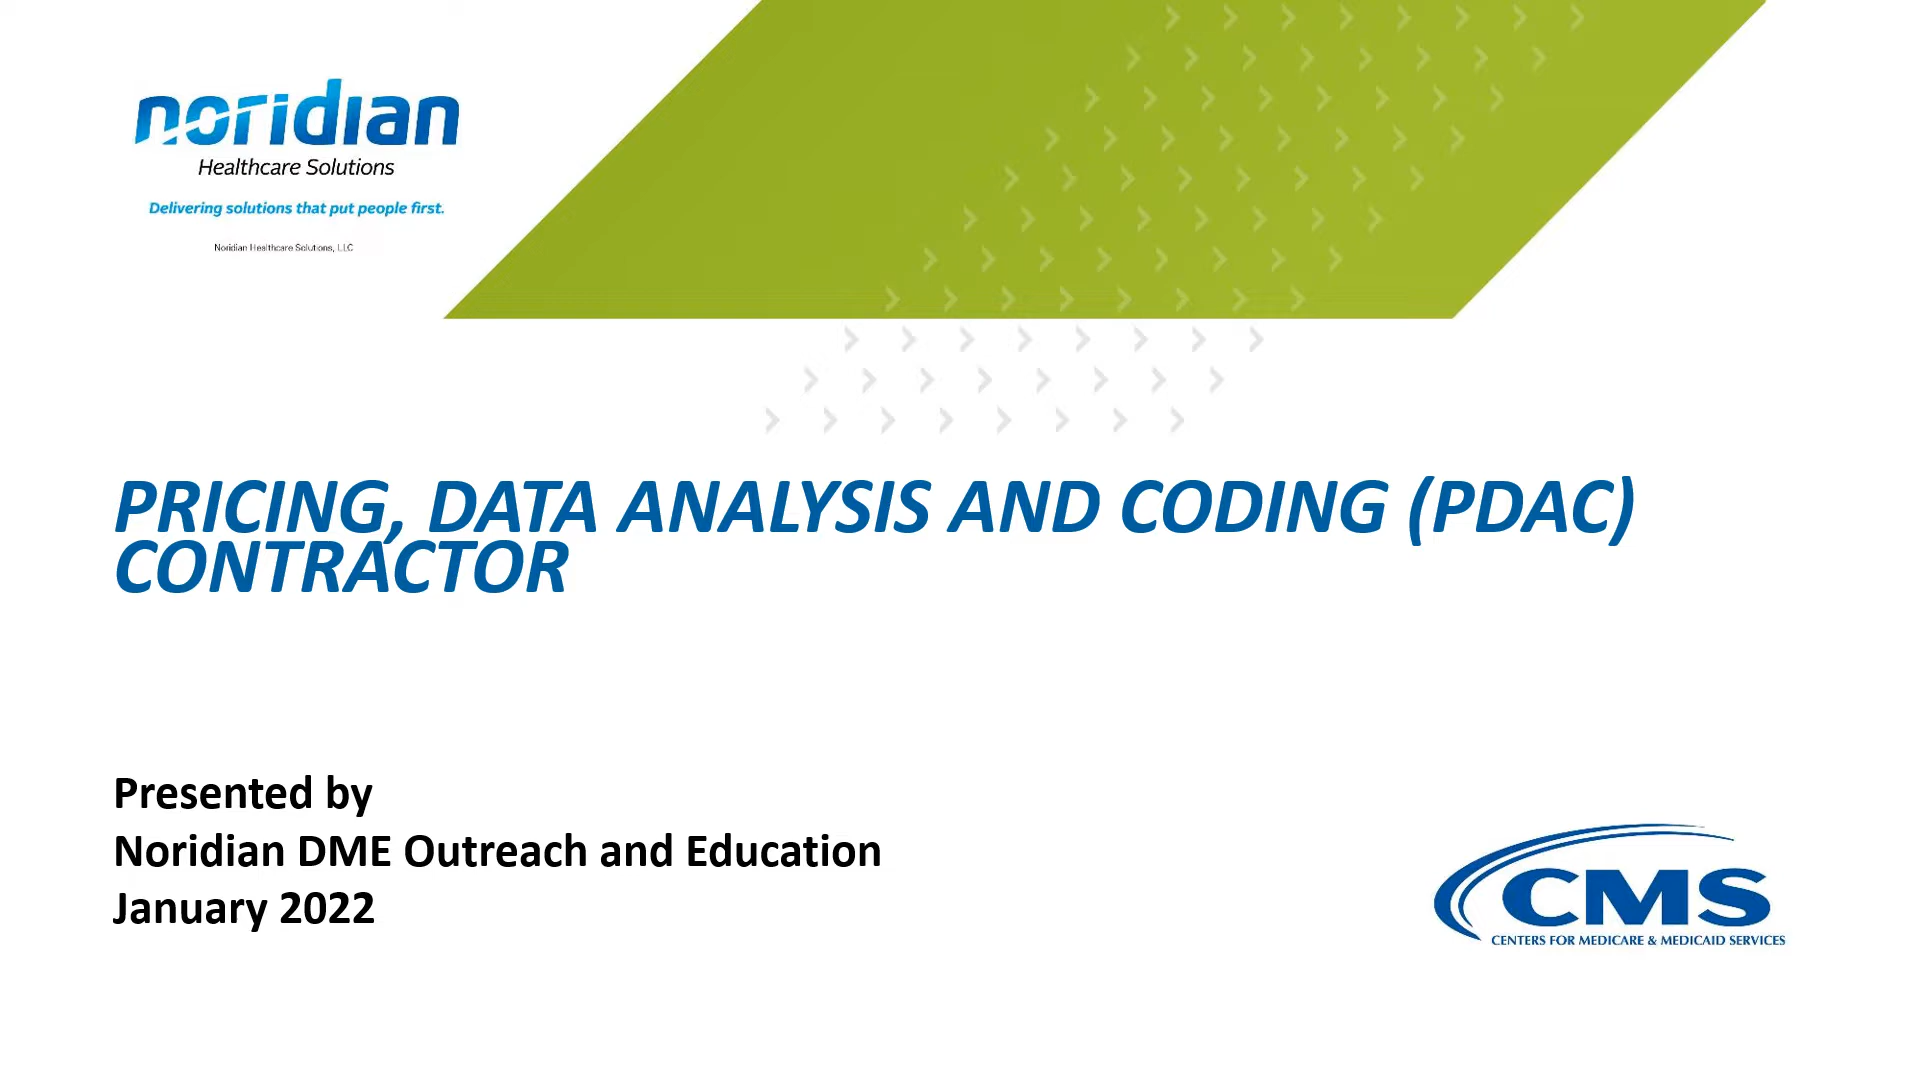 noridian
Healthcare Solutions
Delivering solutions that put people first.
Noridian Healthcare Solutions, LLC
PRICING, DATA ANALYSIS AND CODING (PDAC)
CONTRACTOR
Presented by
Noridian DME Outreach and Education
January 2022
CMS
CENTERS FOR MEDICARE & MEDICAID SERVICES